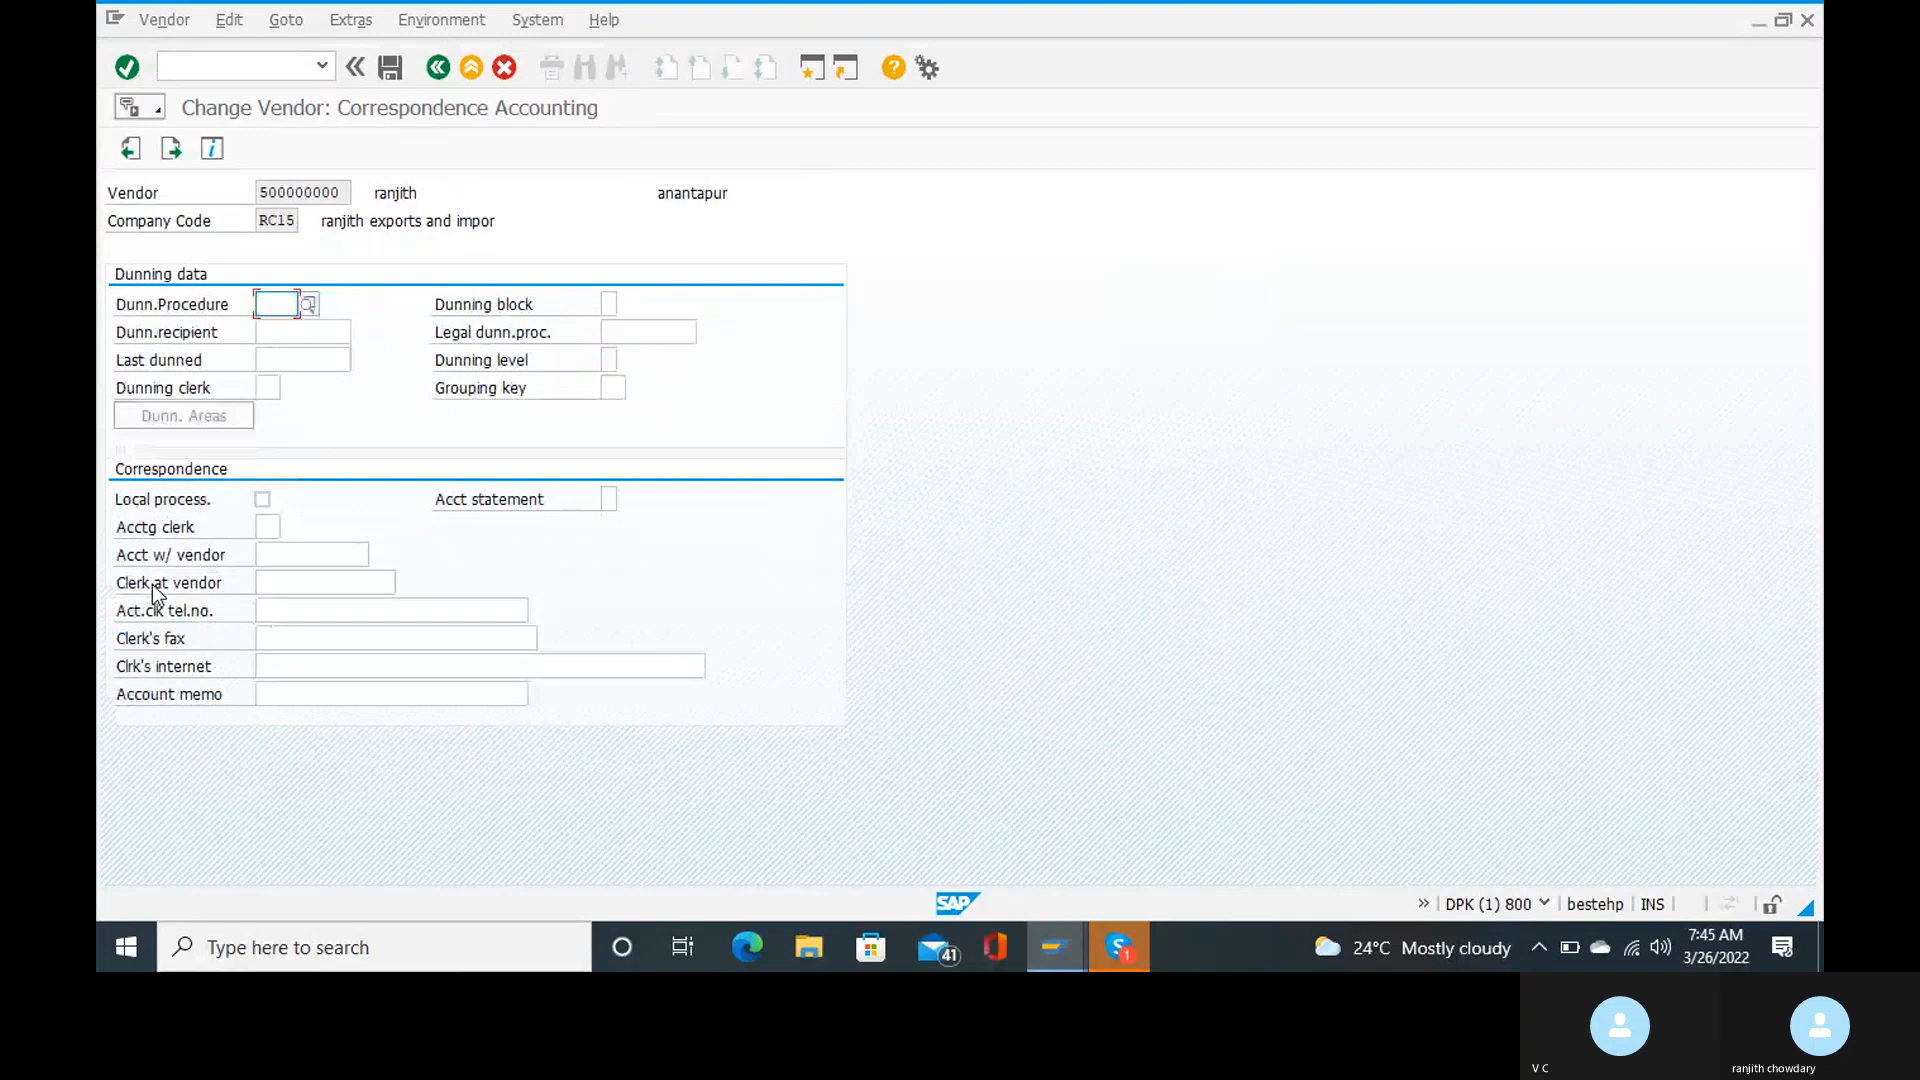 Vendor Edit Goto Extras Environment System Help
Change Vendor: Correspondence Accounting
Vendor 500000000 ranjith anantapur
Company Code RC15 ranjith exports and impor
Dunning data
Dunn.Procedure Dunning block
Dunn.recipient Legal dunn.proc.
Last dunned Dunning level
Dunning clerk Grouping key
Dunn. Areas
Correspondence
Local process. Acct statement
Acctg clerk
Acct w/ vendor
Clerk at vendor
Act.clk tel.no.
Clerk's fax
Clrk's internet
Account memo
SAP DPK (1) 800 bestehp INS
Type here to search 41 1 24°C Mostly cloudy 7:45 AM
3/26/2022
V C ranjith chowdary